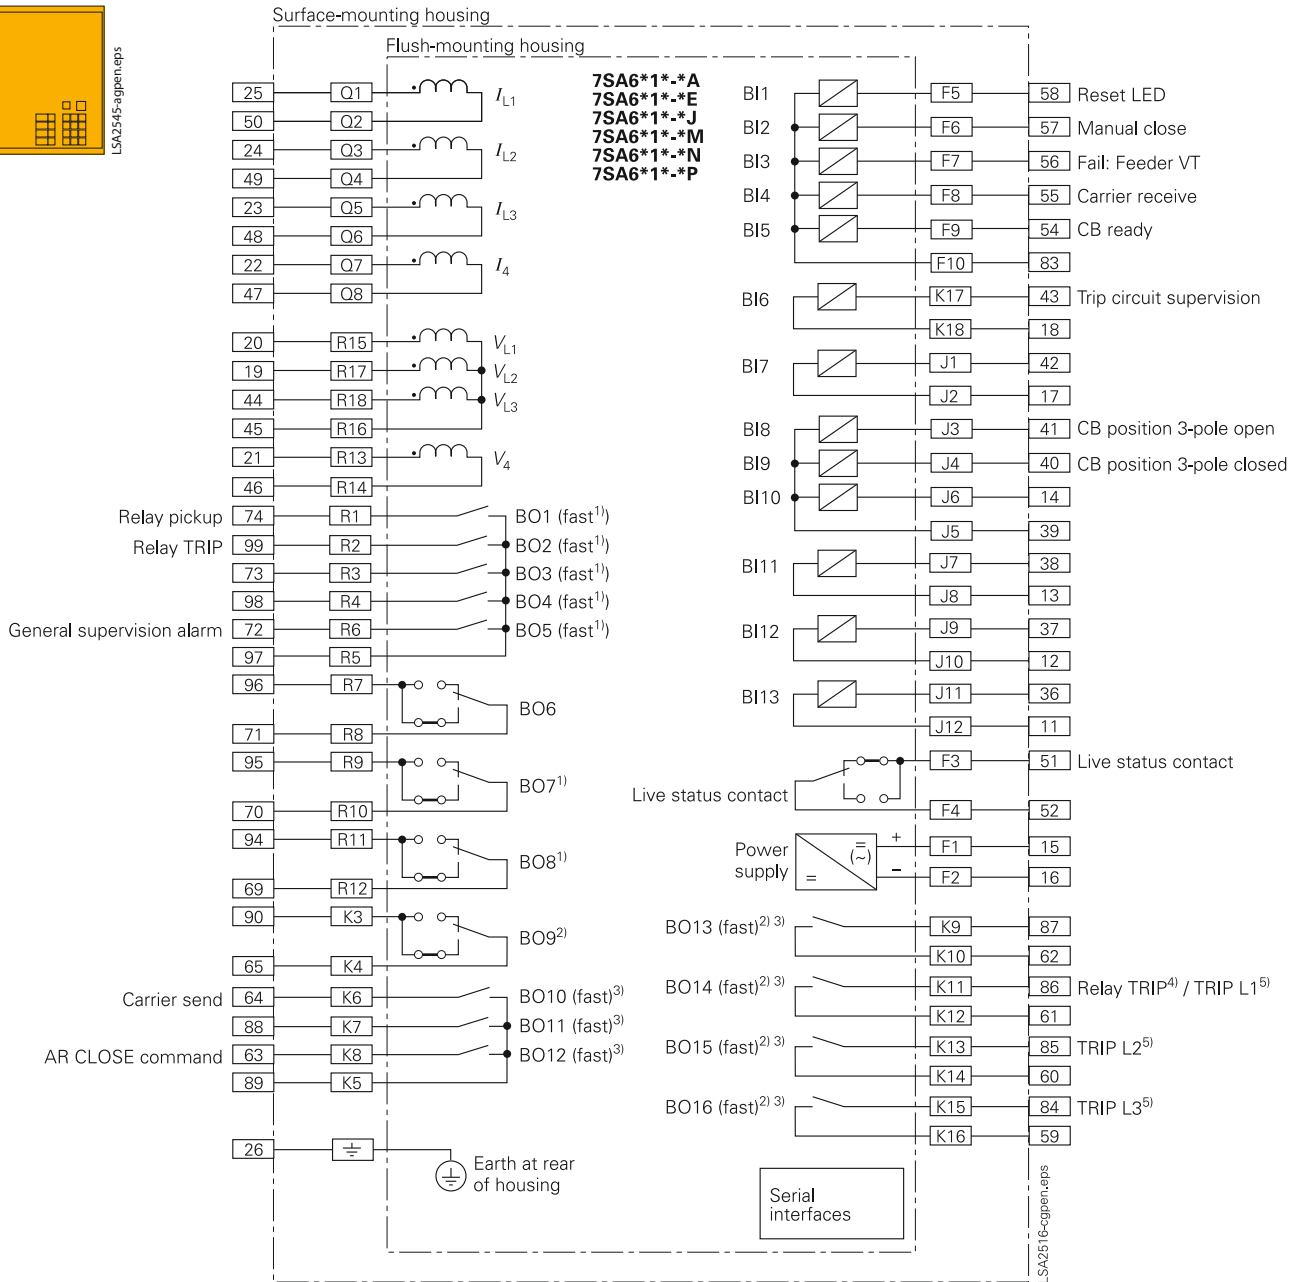 Surface-mounting housing
Flush-mounting housing
LSA2545-agpen.eps
7SA6*1*-*A
7SA6*1*-*E
7SA6*1*-*J
7SA6*1*-*M
7SA6*1*-*N
7SA6*1*-*P
25 Q1 IL1
50 Q2
24 Q3 IL2
49 Q4
23 Q5 IL3
48 Q6
22 Q7 I4
47 Q8
20 R15 VL1
19 R17 VL2
44 R18 VL3
45 R16
21 R13 V4
46 R14
Relay pickup 74 R1 BO1 (fast1))
Relay TRIP 99 R2 BO2 (fast1))
73 R3 BO3 (fast1))
98 R4 BO4 (fast1))
General supervision alarm 72 R6 BO5 (fast1))
97 R5
96 R7 BO6
71 R8
95 R9 BO71)
70 R10
94 R11 BO81)
69 R12
90 K3 BO92)
65 K4
Carrier send 64 K6 BO10 (fast)3)
88 K7 BO11 (fast)3)
AR CLOSE command 63 K8 BO12 (fast)3)
89 K5
26
Earth at rear
of housing
BI1 F5 58 Reset LED
BI2 F6 57 Manual close
BI3 F7 56 Fail: Feeder VT
BI4 F8 55 Carrier receive
BI5 F9 54 CB ready
F10 83
BI6 K17 43 Trip circuit supervision
K18 18
BI7 J1 42
J2 17
BI8 J3 41 CB position 3-pole open
BI9 J4 40 CB position 3-pole closed
BI10 J6 14
J5 39
BI11 J7 38
J8 13
BI12 J9 37
J10 12
BI13 J11 36
J12 11
Live status contact F3 51 Live status contact
F4 52
Power
supply = = (~) + F1 15
− F2 16
BO13 (fast)2) 3) K9 87
K10 62
BO14 (fast)2) 3) K11 86 Relay TRIP4) / TRIP L15)
K12 61
BO15 (fast)2) 3) K13 85 TRIP L25)
K14 60
BO16 (fast)2) 3) K15 84 TRIP L35)
K16 59
Serial
interfaces
LSA2516-cgpen.eps